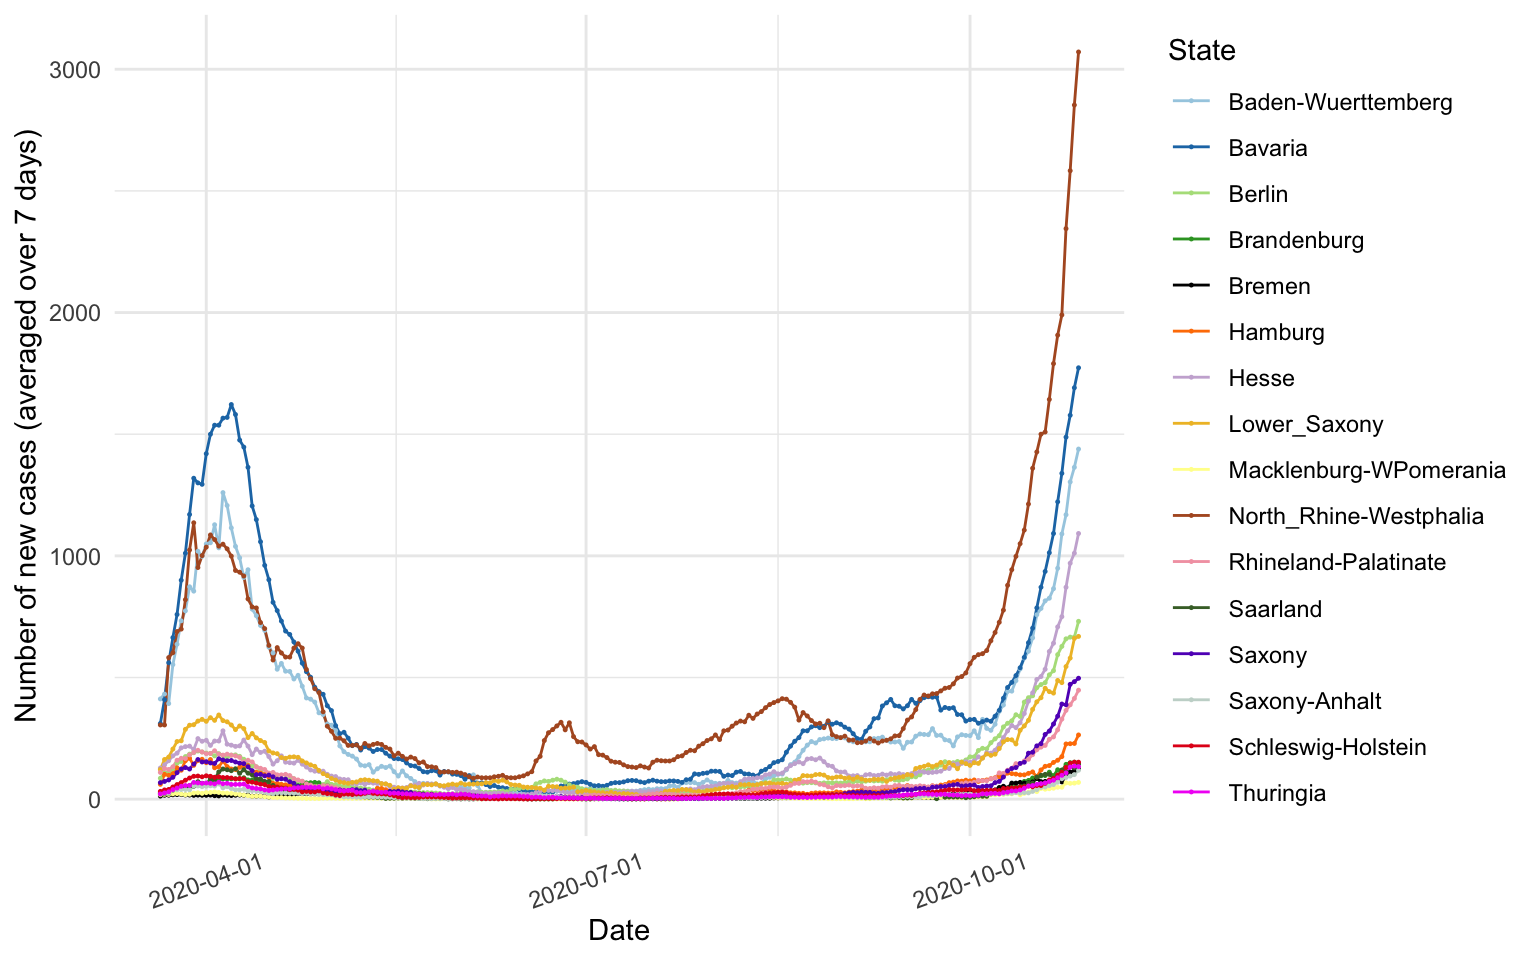 Number of new cases (averaged over 7 days)
3000
2000
1000
0
2020-04-01
2020-07-01
2020-10-01
Date
State
Baden-Wuerttemberg
Bavaria
Berlin
Brandenburg
Bremen
Hamburg
Hesse
Lower_Saxony
Macklenburg-WPomerania
North_Rhine-Westphalia
Rhineland-Palatinate
Saarland
Saxony
Saxony-Anhalt
Schleswig-Holstein
Thuringia